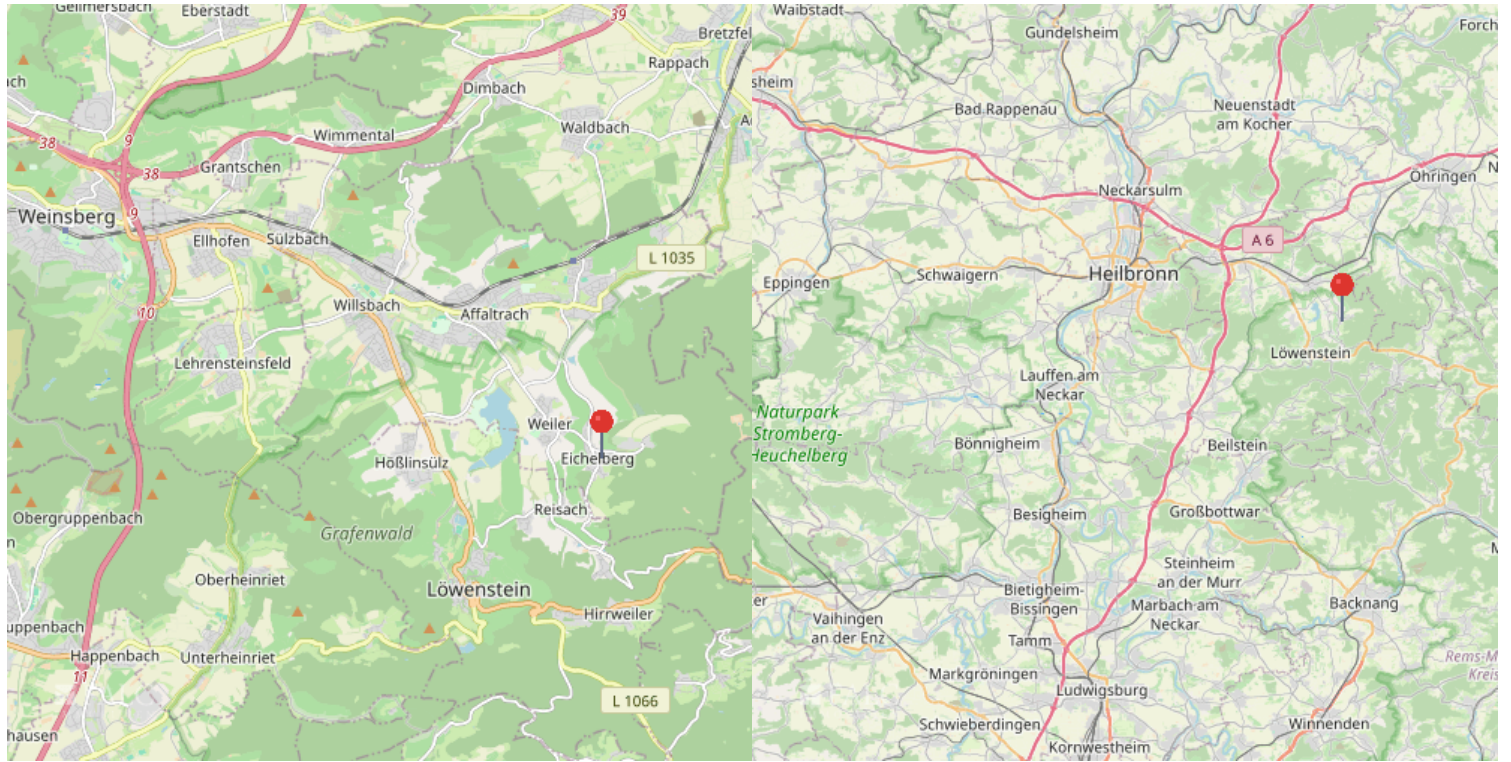 Gellmersbach
Eberstadt
39
Bretzfel
Rappach
ach
Dimbach
Waldbach
A
38
9
Wimmental
Grantschen
38
Weinsberg
9
Ellhofen
Sülzbach
L 1035
10
Willsbach
Affaltrach
Lehrensteinsfeld
Weiler
Eichelberg
Hößlinsülz
Obergruppenbach
Reisach
n
Grafenwald
Oberheinriet
Löwenstein
Hirrweiler
uppenbach
Happenbach
Unterheinriet
11
L 1066
hausen
Waibstadt
Gundelsheim
Forch
sheim
Bad Rappenau
Neuenstadt
am Kocher
Öhringen
N
Neckarsulm
A 6
Eppingen
Schwaigern
Heilbronn
Löwenstein
Lauffen am
Neckar
Naturpark
Stromberg-
Heuchelberg
Bönnigheim
Beilstein
Besigheim
Großbottwar
M
Steinheim
an der Murr
er
Bietigheim-
Bissingen
Marbach am
Neckar
Backnang
Vaihingen
an der Enz
Tamm
Rems-M
Kreis
Markgröningen
Ludwigsburg
Schwieberdingen
Winnenden
Kornwestheim